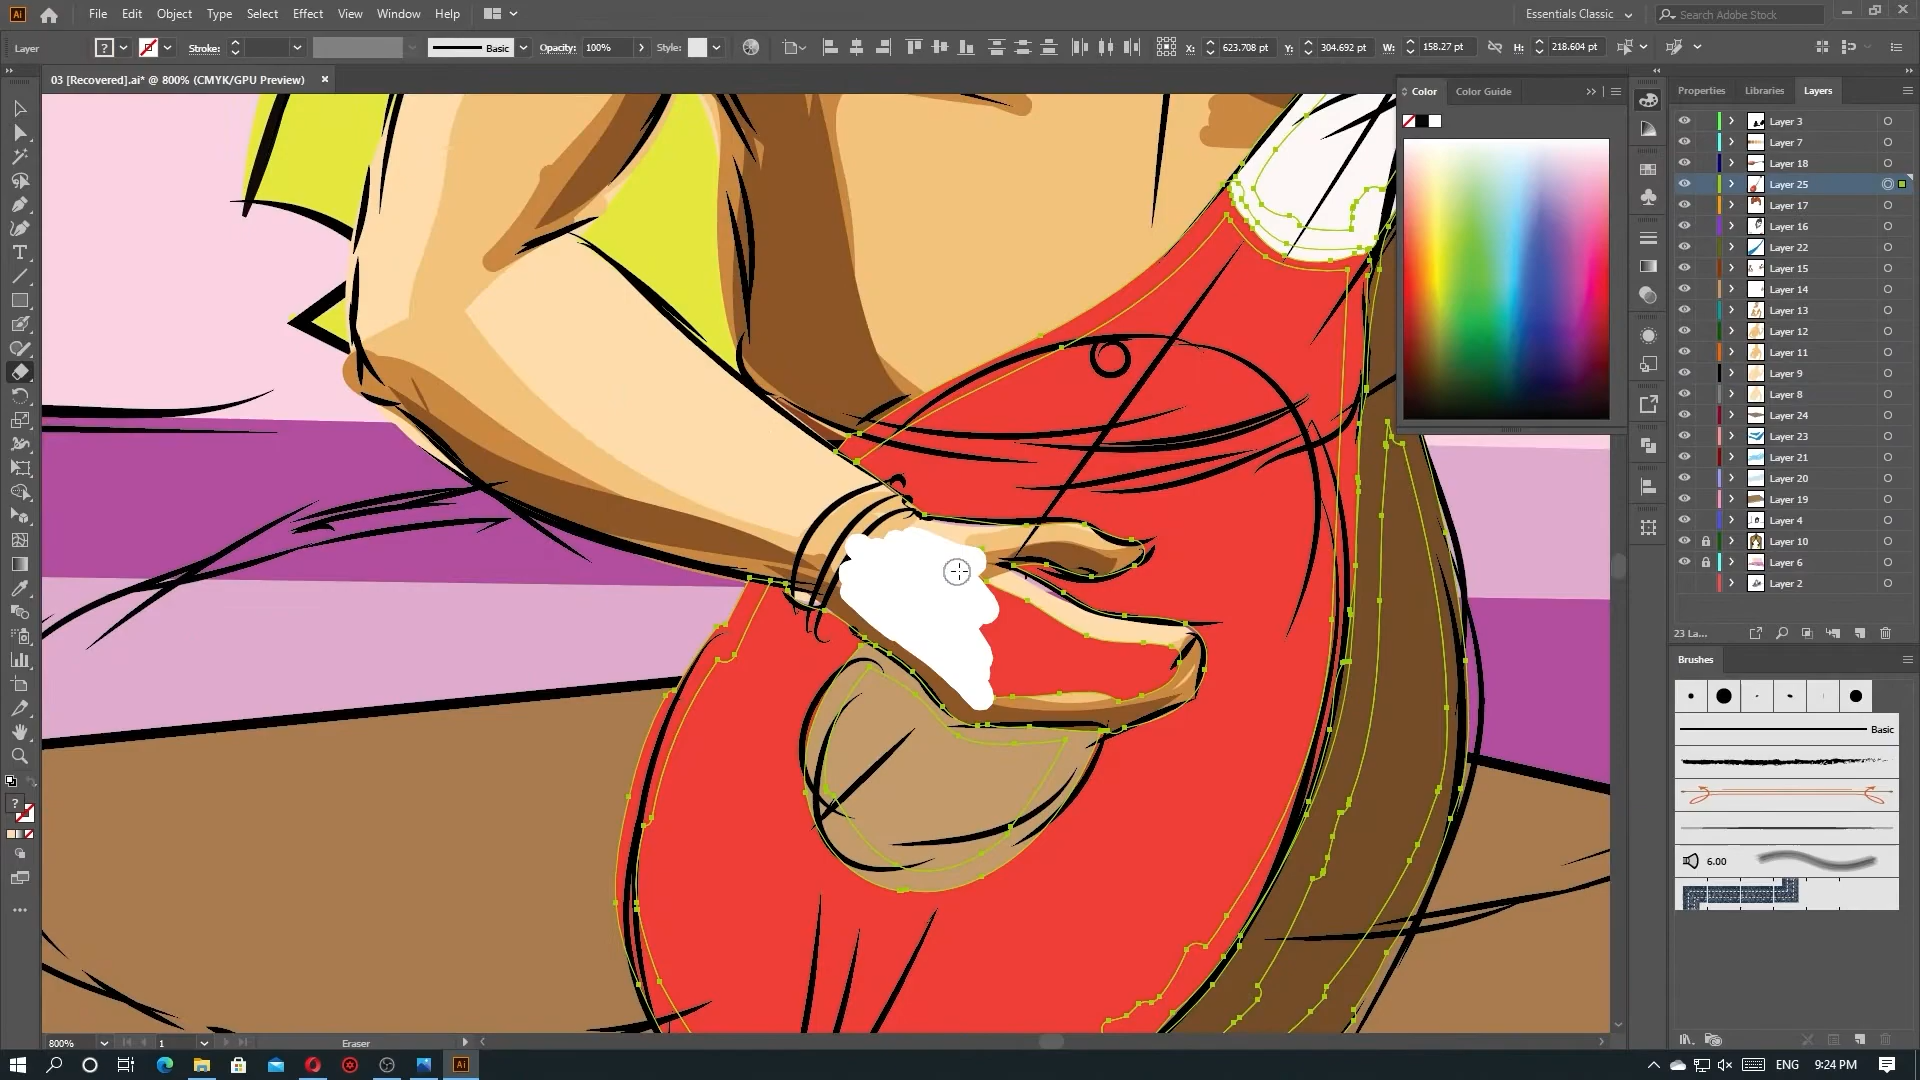 Ai File Edit Object Type Select Effect View Window Help Essentials Classic Search Adobe Stock
Layer ? Stroke: Basic Opacity: 100% Style: X: 623.708 pt Y: 304.692 pt W: 158.27 pt H: 218.604 pt
03 [Recovered].ai* @ 800% (CMYK/GPU Preview) ×
Color Color Guide
Properties Libraries Layers
Layer 3
Layer 7
Layer 18
Layer 25
Layer 17
Layer 16
Layer 22
Layer 15
Layer 14
Layer 13
Layer 12
Layer 11
Layer 9
Layer 8
Layer 24
Layer 23
Layer 21
Layer 20
Layer 19
Layer 4
Layer 10
Layer 6
Layer 2
23 La...
Brushes
Basic
6.00
?
800% 1 Eraser
Ai ENG 9:24 PM